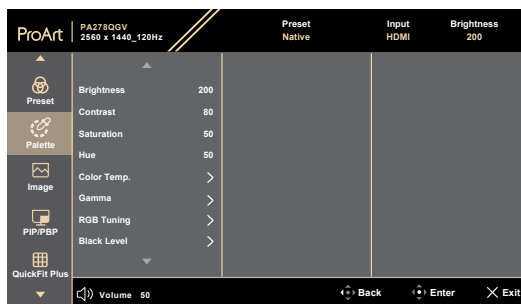 ProArt
PA278QGV
2560 x 1440_120Hz
Preset
Native
Input
HDMI
Brightness
200
Preset
Palette
Image
PIP/PBP
QuickFit Plus
Brightness 200
Contrast 80
Saturation 50
Hue 50
Color Temp.
Gamma
RGB Tuning
Black Level
Volume 50
Back
Enter
Exit